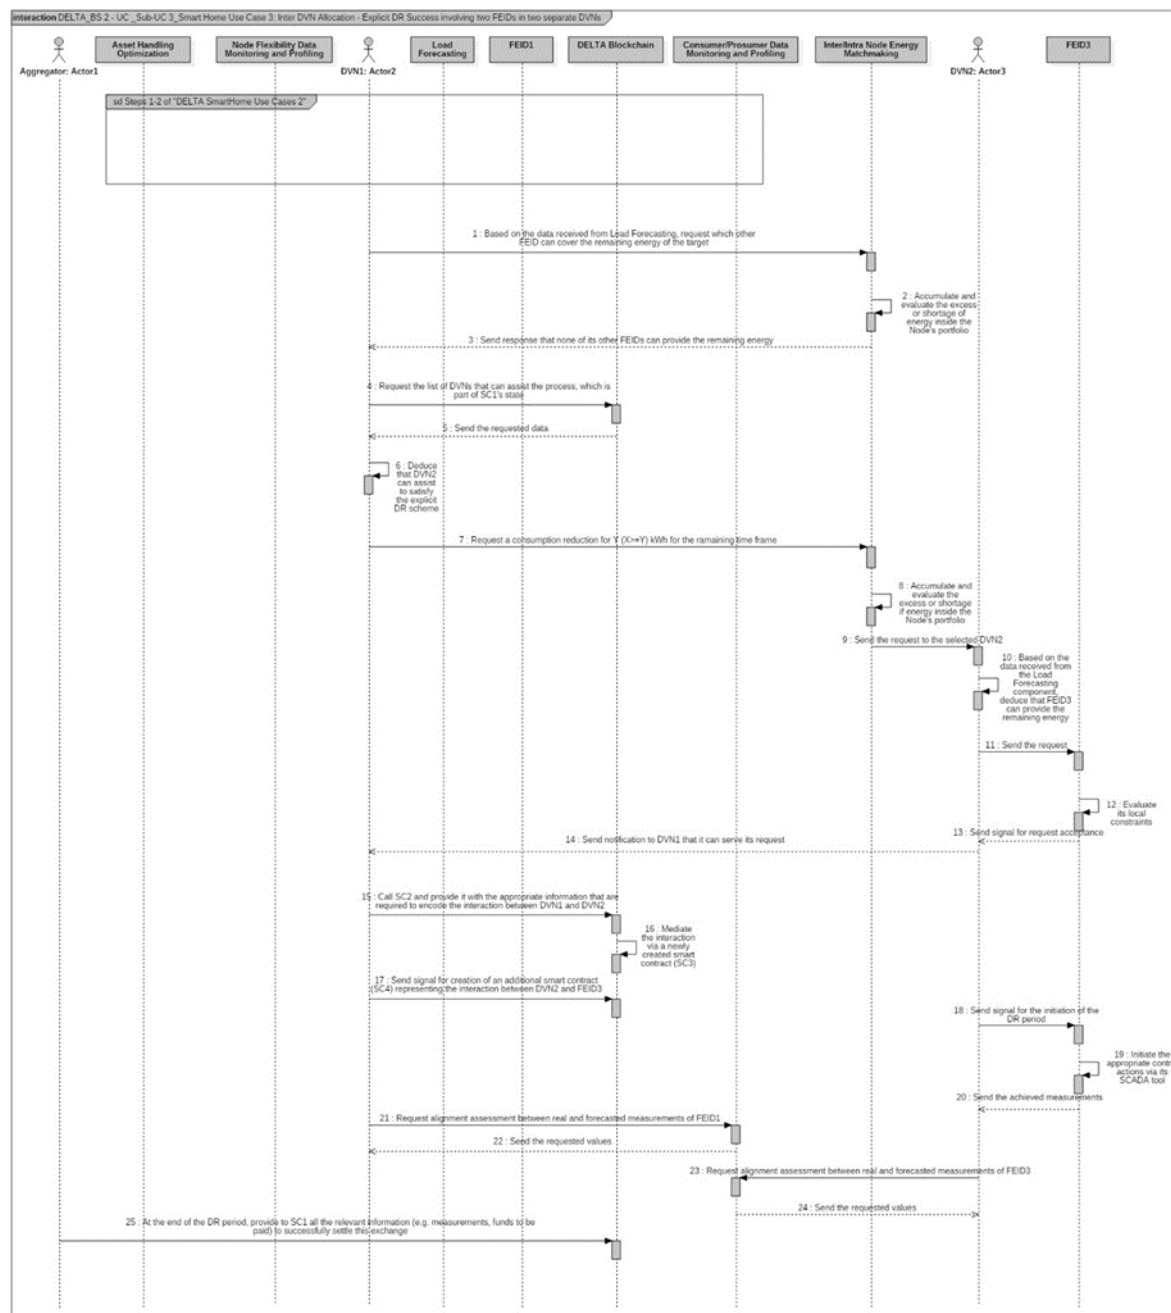 interaction DELTA_BS 2 - UC _Sub-UC 3_Smart Home Use Case 3: Inter DVN Allocation - Explicit DR Success involving two FEIDs in two separate DVNs
Aggregator: Actor1
Asset Handling
Optimization
Node Flexibility Data
Monitoring and Profiling
DVN1: Actor2
Load
Forecasting
FEID1
DELTA Blockchain
Consumer/Prosumer Data
Monitoring and Profiling
Inter/Intra Node Energy
Matchmaking
DVN2: Actor3
FEID3
sd Steps 1-2 of "DELTA SmartHome Use Cases 2"
1 : Based on the data received from Load Forecasting, request which other
FEID can cover the remaining energy of the target
2 : Accumulate and
evaluate the excess
or shortage of
energy inside the
Node's portfolio
3 : Send response that none of its other FEIDs can provide the remaining energy
4 : Request the list of DVNs that can assist the process, which is
part of SC1's state
5 : Send the requested data
6 : Deduce
that DVN2
can assist
to satisfy
the explicit
DR scheme
7 : Request a consumption reduction for Y (X>=Y) kWh for the ramaining time frame
8 : Accumulate and
evaluate the
excess or shortage
if energy inside the
Node's portfolio
9 : Send the request to the selected DVN2
10 : Based on the
data received from
the Load
Forecasting
component,
deduce that FEID3
can provide the
remaining energy
11 : Send the request
12 : Evaluate
its local
constraints
13 : Send signal for request acceptance
14 : Send notification to DVN1 that it can serve its request
15 : Call SC2 and provide it with the appropriate information that are
required to encode the interaction between DVN1 and DVN2
16 : Mediate
the interaction
via a newly
created smart
contract (SC3)
17 : Send signal for creation of an additional smart contract
(SC4) representing the interaction between DVN2 and FEID3
18 : Send signal for the initiation of the
DR period
19 : Initiate the
appropriate contr
actions via its
SCADA tool
20 : Send the achieved measurements
21 : Request alignment assessment between real and forecasted measurements of FEID1
22 : Send the requested values
23 : Request alignment assessment between real and forecasted measurements of FEID3
24 : Send the requested values
25 : At the end of the DR period, provide to SC1 all the relevant information (e.g. measurements, funds to be
paid) to successfully settle this exchange